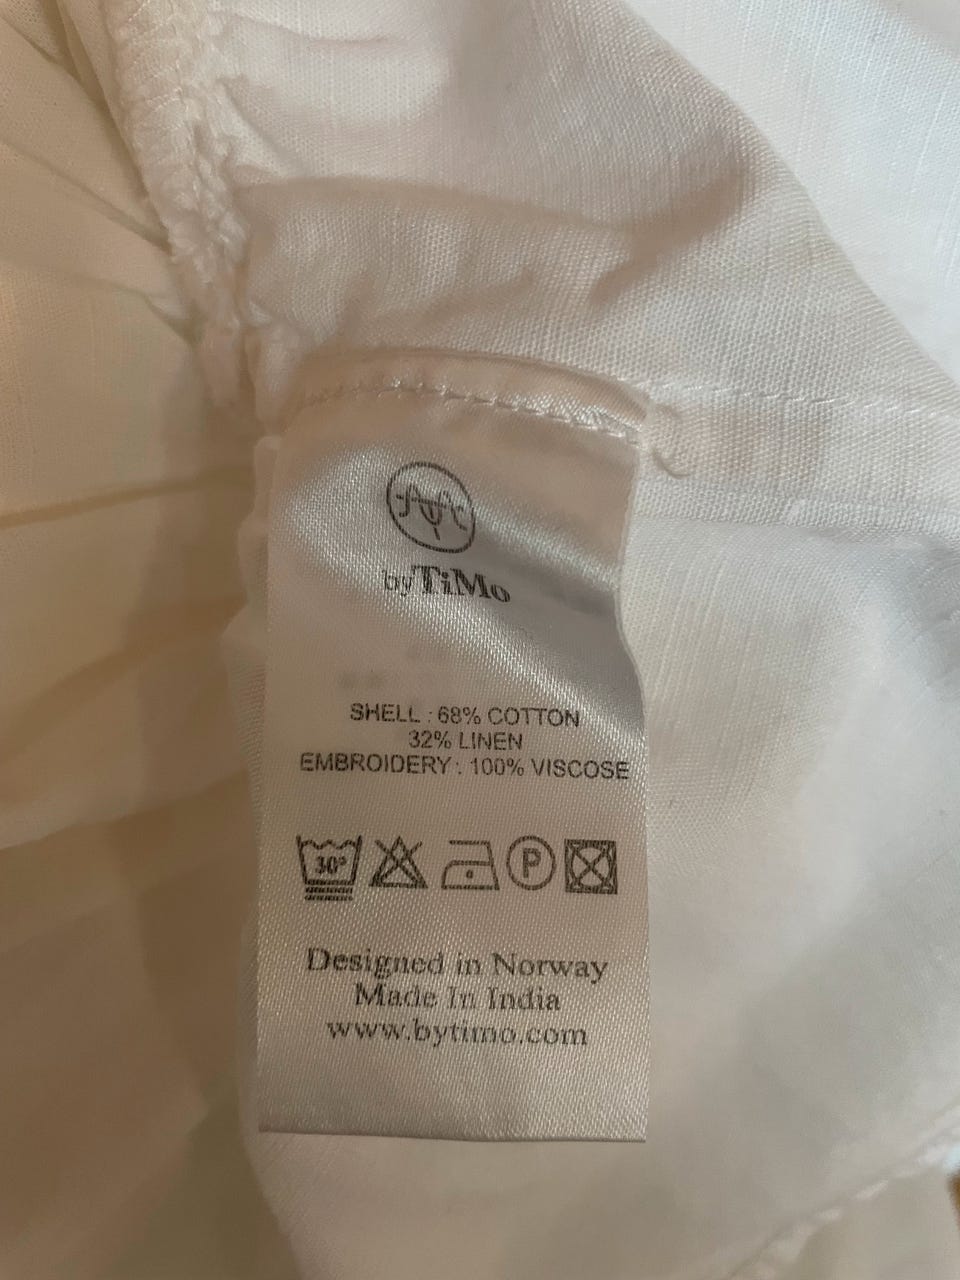 byTiMo
SHELL : 68% COTTON
32% LINEN
EMBROIDERY : 100% VISCOSE
30° P
Designed in Norway
Made In India
www.bytimo.com